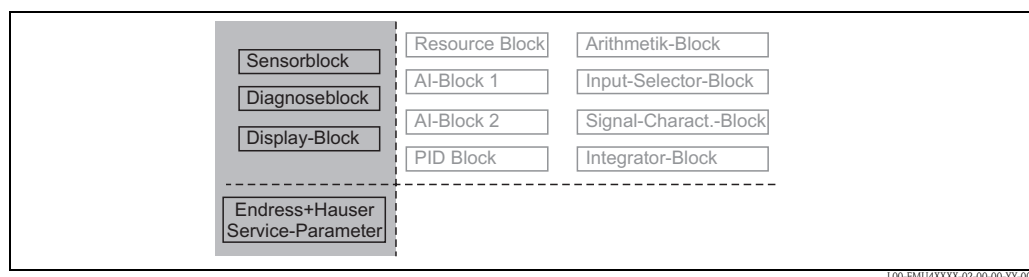 Sensorblock
Diagnoseblock
Display-Block
Endress+Hauser
Service-Parameter
Resource Block
AI-Block 1
AI-Block 2
PID Block
Arithmetik-Block
Input-Selector-Block
Signal-Charact.-Block
Integrator-Block